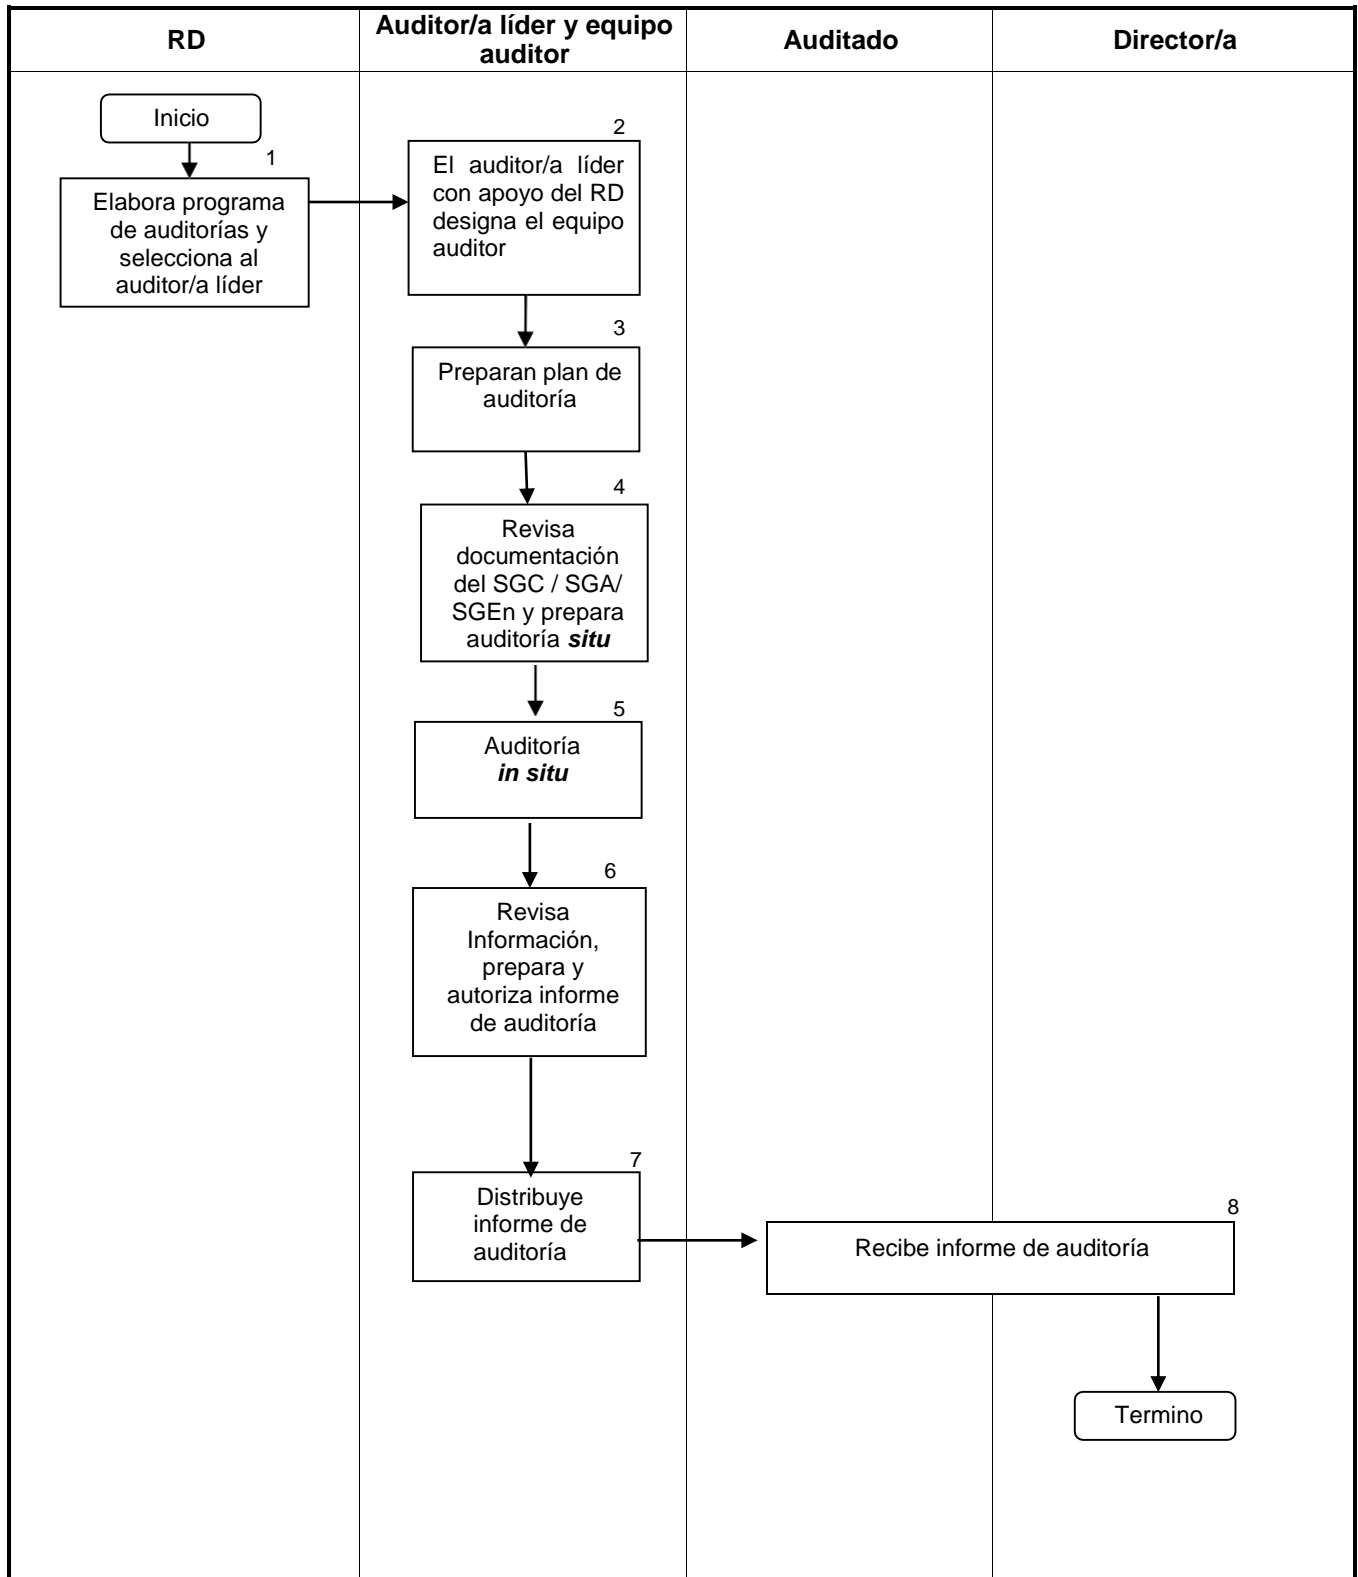 RD
Auditor/a líder y equipo
auditor
Auditado
Director/a
Inicio
1
Elabora programa
de auditorías y
selecciona al
auditor/a líder
2
El auditor/a líder
con apoyo del RD
designa el equipo
auditor
3
Preparan plan de
auditoría
4
Revisa
documentación
del SGC / SGA/
SGEn y prepara
auditoría situ
5
Auditoría
in situ
6
Revisa
Información,
prepara y
autoriza informe
de auditoría
7
Distribuye
informe de
auditoría
8
Recibe informe de auditoría
Termino